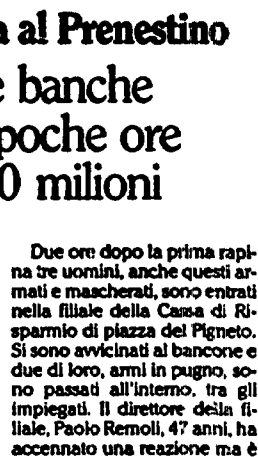 a al Prenestino
e banche
poche ore
0 milioni
Due ore dopo la prima rapi-
na tre uomini, anche questi ar-
mati e mascherati, sono entrati
nella filiale della Cassa di Ri-
sparmio di piazza del Pigneto.
Si sono avvicinati al bancone e
due di loro, armi in pugno, so-
no passati all'interno, tra gli
impiegati. Il direttore della fi-
liale, Paolo Remoli, 47 anni, ha
accennato una reazione ma è